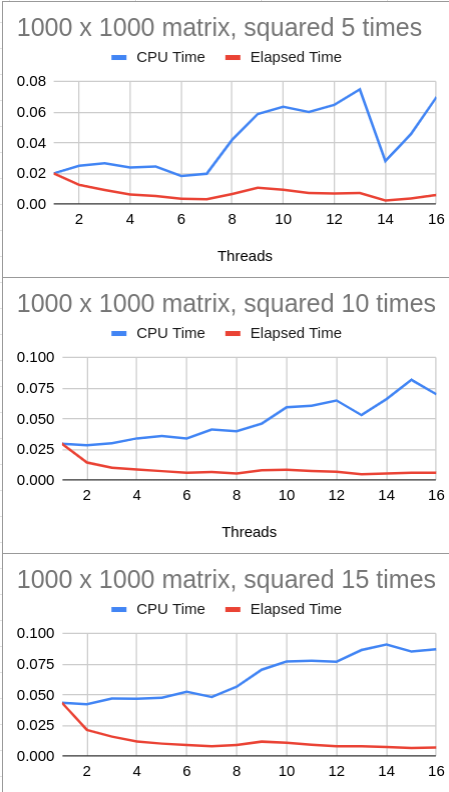 1000 x 1000 matrix, squared 5 times
CPU Time Elapsed Time
0.08
0.06
0.04
0.02
0.00
2 4 6 8 10 12 14 16
Threads
1000 x 1000 matrix, squared 10 times
CPU Time Elapsed Time
0.100
0.075
0.050
0.025
0.000
2 4 6 8 10 12 14 16
Threads
1000 x 1000 matrix, squared 15 times
CPU Time Elapsed Time
0.100
0.075
0.050
0.025
0.000
2 4 6 8 10 12 14 16